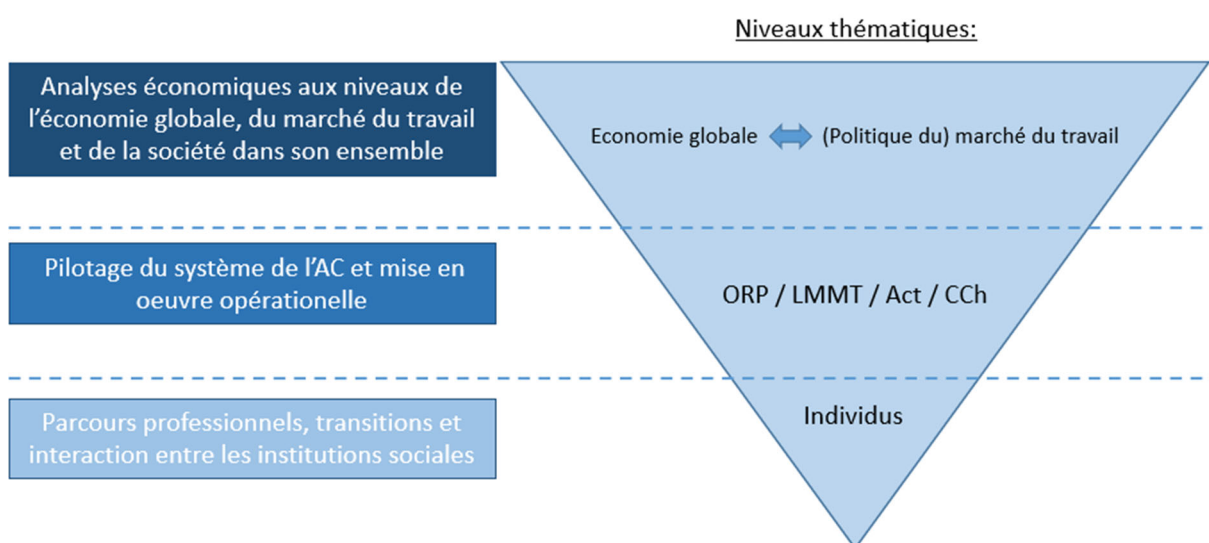 Niveaux thématiques:
Analyses économiques aux niveaux de
l'économie globale, du marché du travail
et de la société dans son ensemble
Economie globale (Politique du) marché du travail
Pilotage du système de l'AC et mise en
oeuvre opérationelle
ORP / LMMT / Act / CCh
Parcours professionnels, transitions et
interaction entre les institutions sociales
Individus